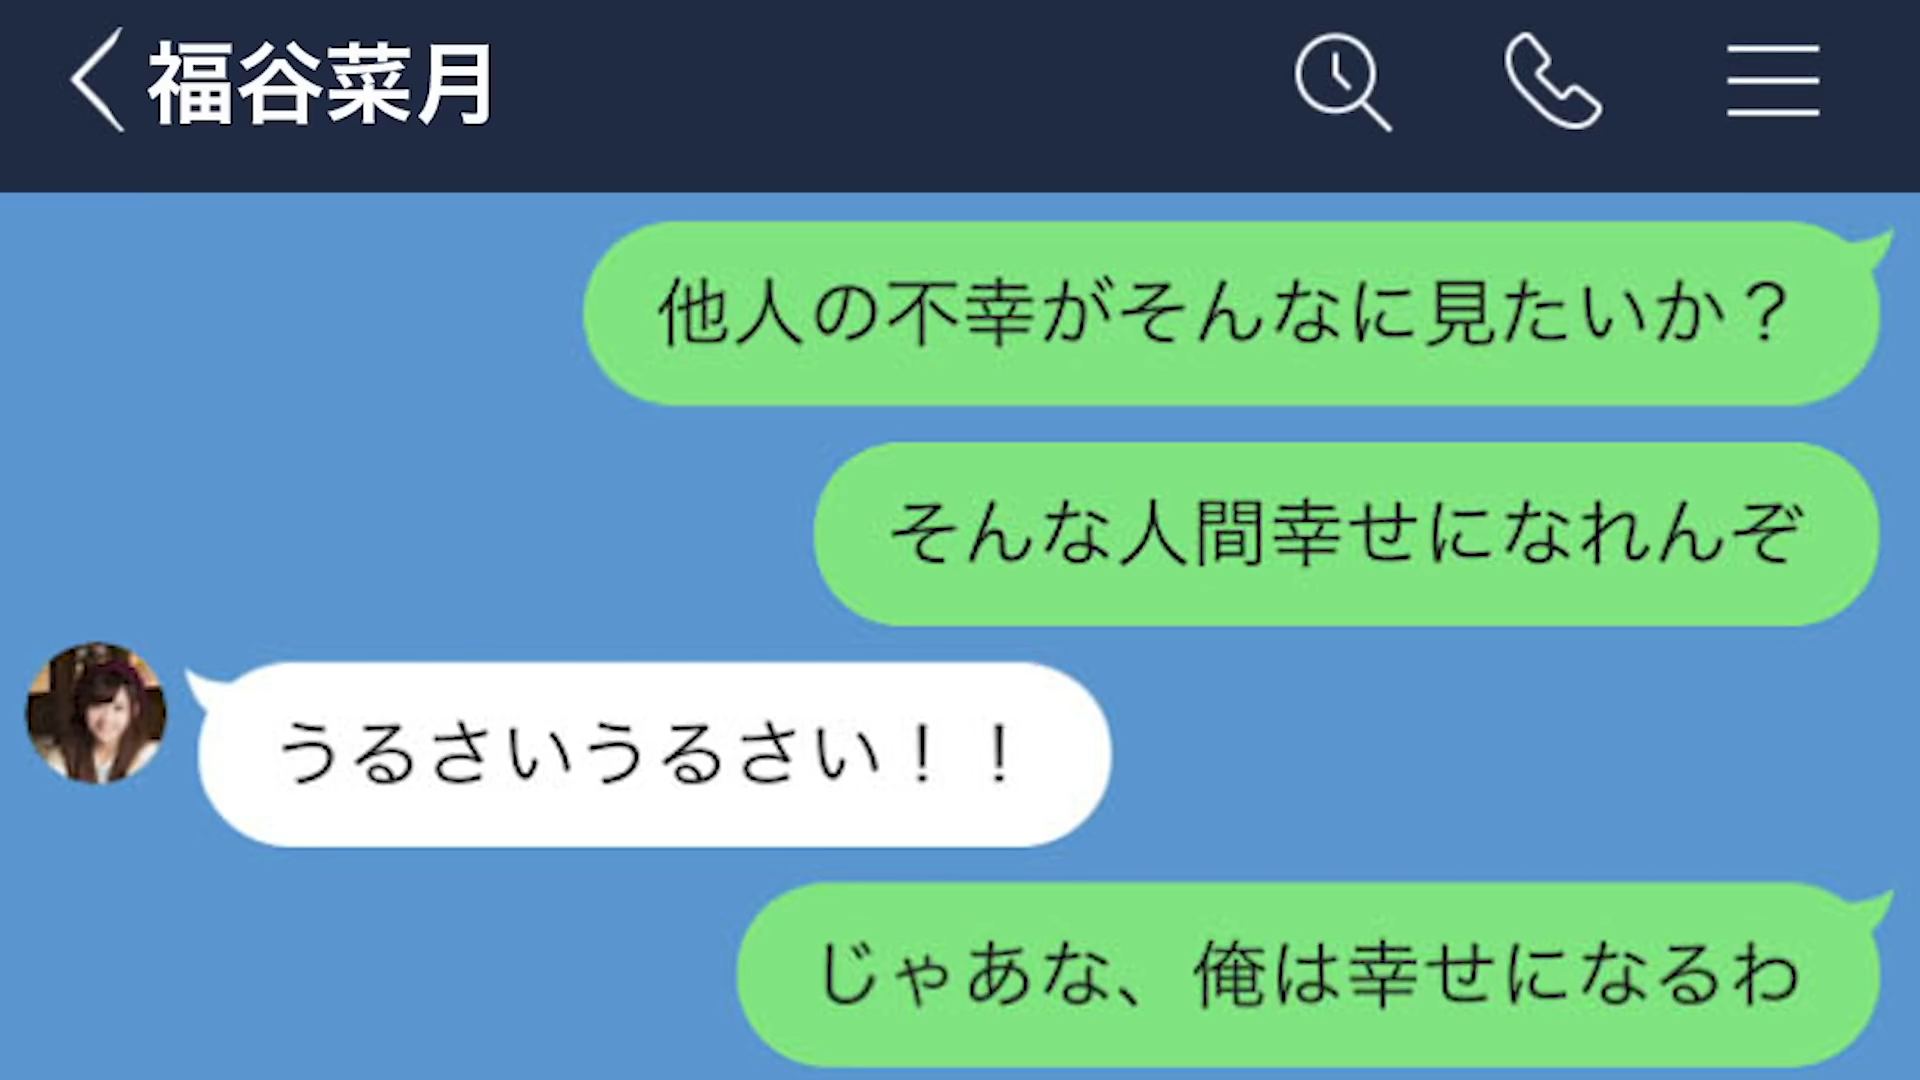 福谷菜月
他人の不幸がそんなに見たいか？
そんな人間幸せになれんぞ
うるさいうるさい！！
じゃあな、俺は幸せになるわ